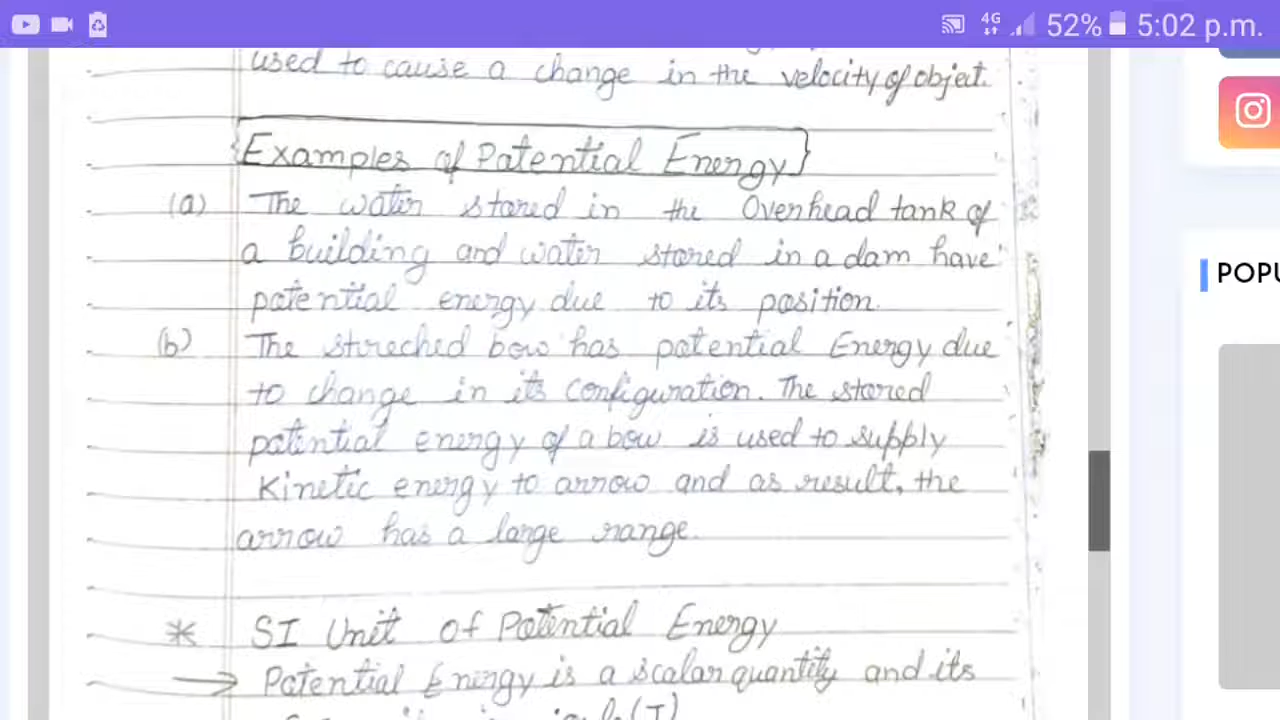 4G 52% 5:02 p.m.
used to cause a change in the velocity of object.
Examples of Potential Energy
(a) The water stored in the Overhead tank of
a building and water stored in a dam have
potential energy due to its position.
(b) The streched bow has potential Energy due
to change in its Configuration. The stored
potential energy of a bow is used to supply
Kinetic energy to arrow and as result, the
arrow has a large range.
* SI Unit of Potential Energy
→ Potential Energy is a scalar quantity and its
POPU